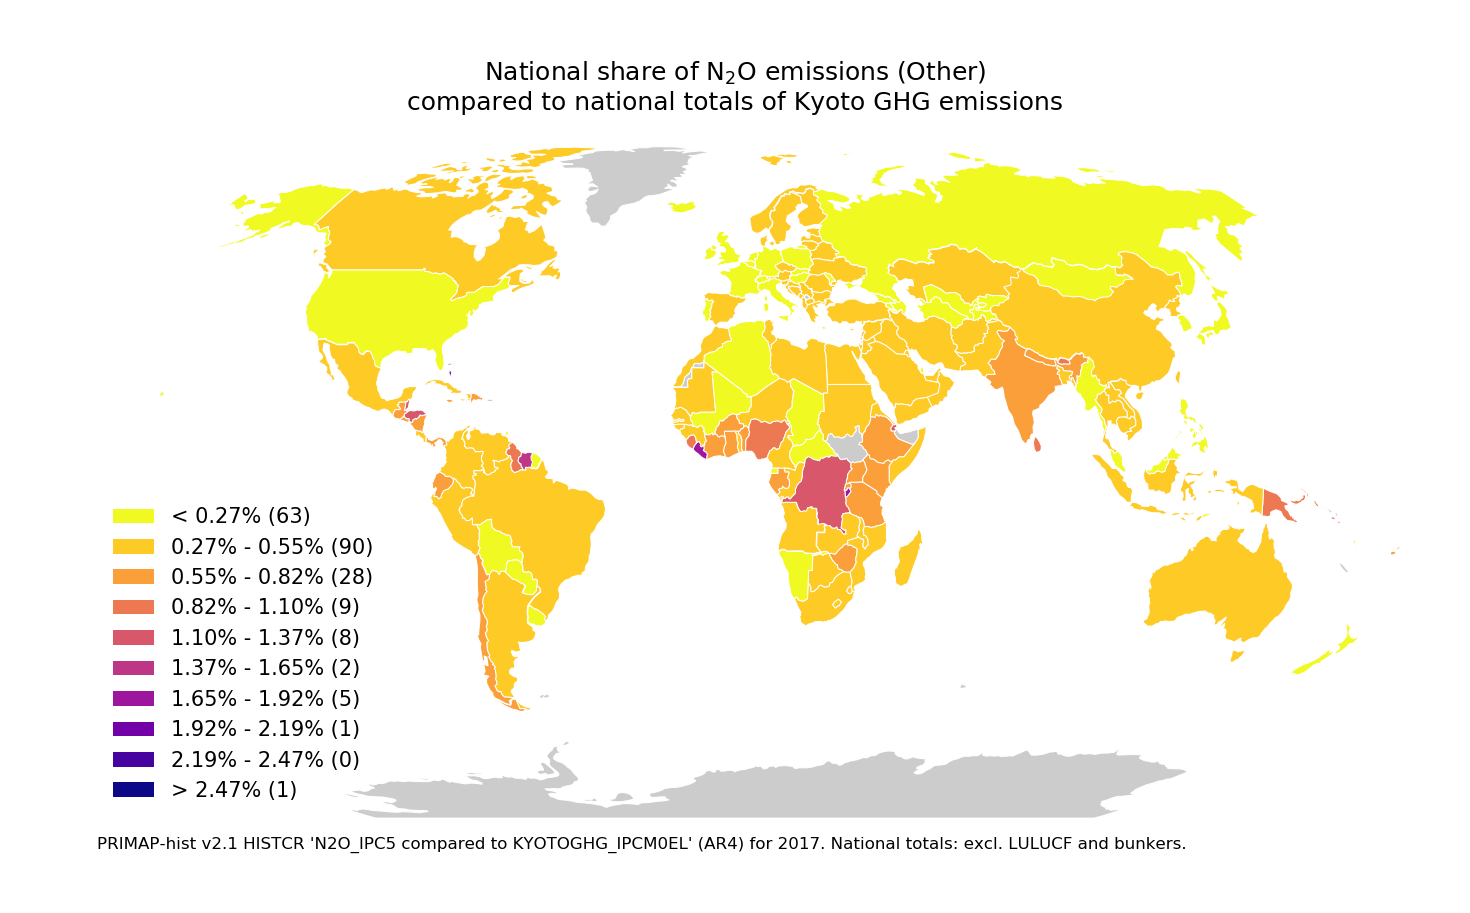 National share of N₂O emissions (Other)
compared to national totals of Kyoto GHG emissions
< 0.27% (63)
0.27% - 0.55% (90)
0.55% - 0.82% (28)
0.82% - 1.10% (9)
1.10% - 1.37% (8)
1.37% - 1.65% (2)
1.65% - 1.92% (5)
1.92% - 2.19% (1)
2.19% - 2.47% (0)
> 2.47% (1)
PRIMAP-hist v2.1 HISTCR 'N2O_IPC5 compared to KYOTOGHG_IPCM0EL' (AR4) for 2017. National totals: excl. LULUCF and bunkers.